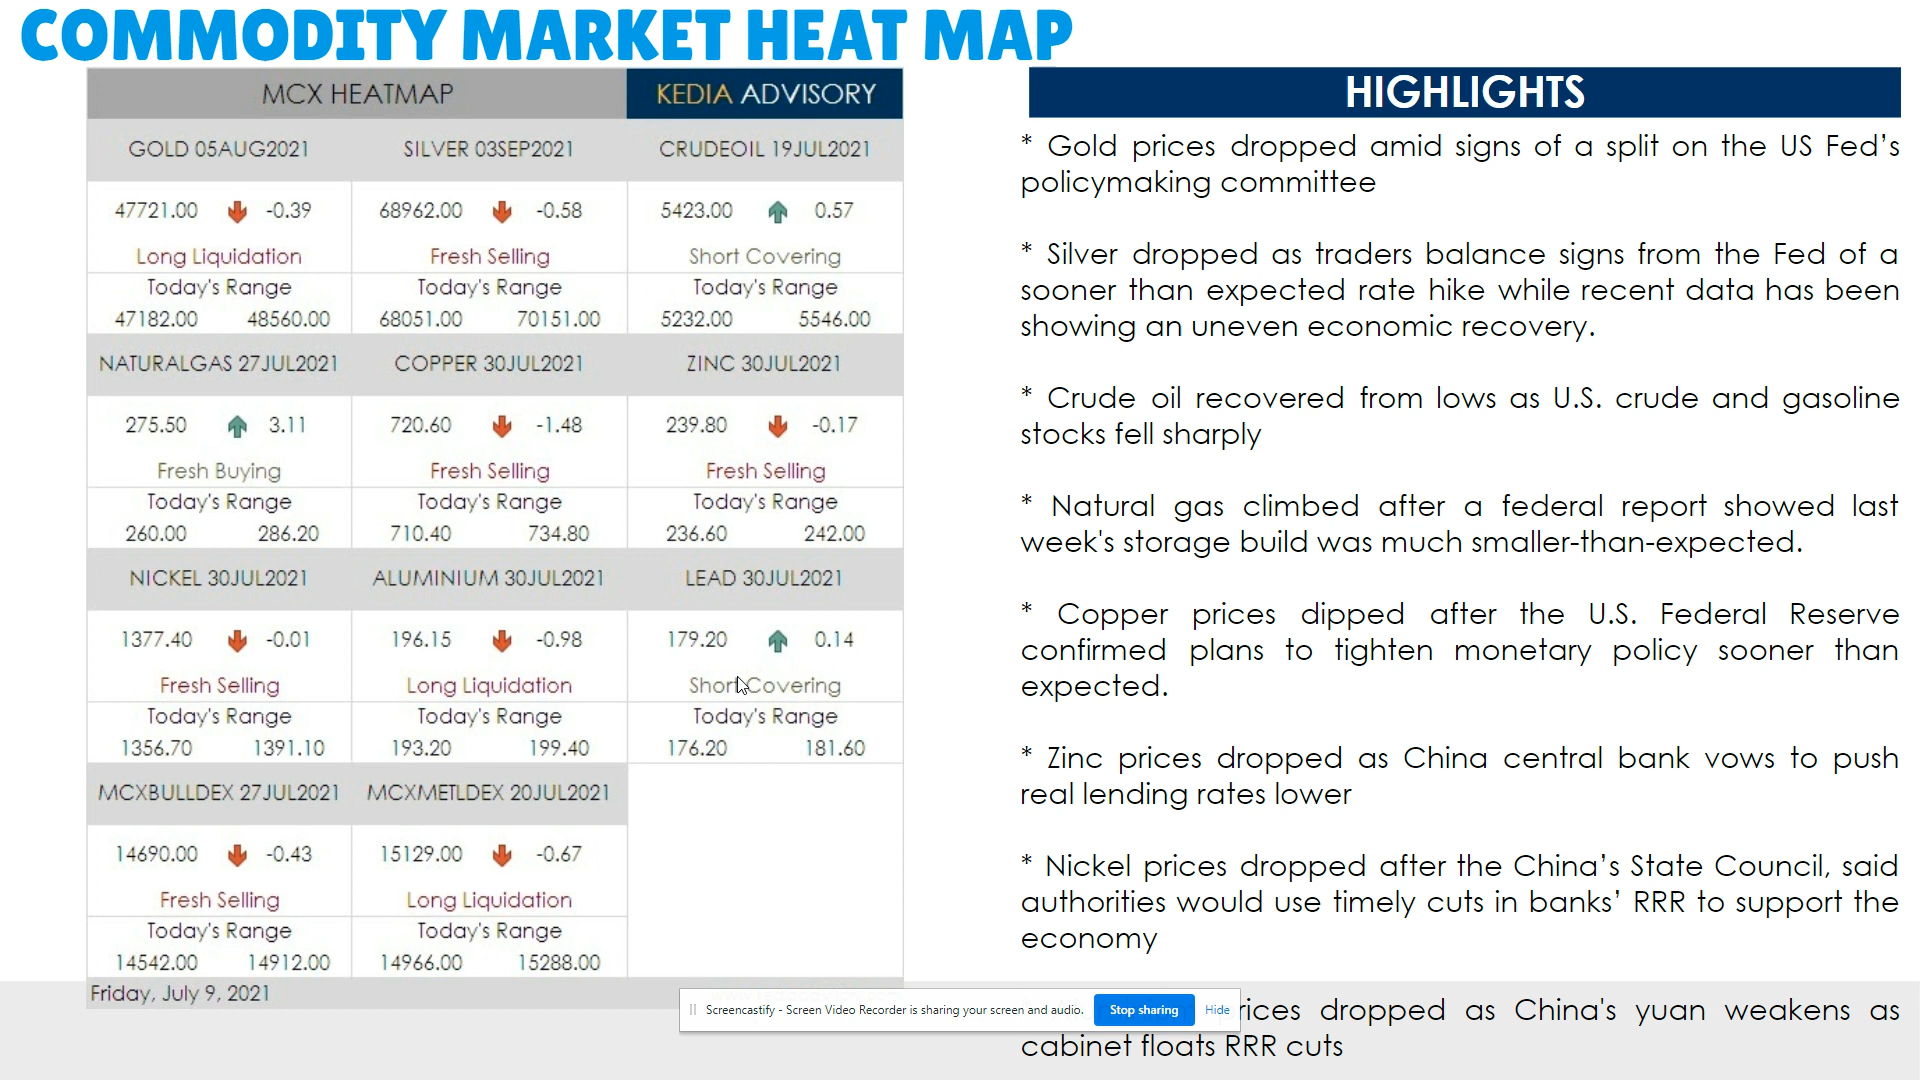 COMMODITY MARKET HEAT MAP
MCX HEATMAP KEDIA ADVISORY
GOLD 05AUG2021 SILVER 03SEP2021 CRUDEOIL 19JUL2021
47721.00 -0.39 68962.00 -0.58 5423.00 0.57
Long Liquidation Fresh Selling Short Covering
Today's Range Today's Range Today's Range
47182.00 48560.00 68051.00 70151.00 5232.00 5546.00
NATURALGAS 27JUL2021 COPPER 30JUL2021 ZINC 30JUL2021
275.50 3.11 720.60 -1.48 239.80 -0.17
Fresh Buying Fresh Selling Fresh Selling
Today's Range Today's Range Today's Range
260.00 286.20 710.40 734.80 236.60 242.00
NICKEL 30JUL2021 ALUMINIUM 30JUL2021 LEAD 30JUL2021
1377.40 -0.01 196.15 -0.98 179.20 0.14
Fresh Selling Long Liquidation Short Covering
Today's Range Today's Range Today's Range
1356.70 1391.10 193.20 199.40 176.20 181.60
MCXBULLDEX 27JUL2021 MCXMETLDEX 20JUL2021
14690.00 -0.43 15129.00 -0.67
Fresh Selling Long Liquidation
Today's Range Today's Range
14542.00 14912.00 14966.00 15288.00
Friday, July 9, 2021
HIGHLIGHTS
* Gold prices dropped amid signs of a split on the US Fed’s
policymaking committee
* Silver dropped as traders balance signs from the Fed of a
sooner than expected rate hike while recent data has been
showing an uneven economic recovery.
* Crude oil recovered from lows as U.S. crude and gasoline
stocks fell sharply
* Natural gas climbed after a federal report showed last
week's storage build was much smaller-than-expected.
* Copper prices dipped after the U.S. Federal Reserve
confirmed plans to tighten monetary policy sooner than
expected.
* Zinc prices dropped as China central bank vows to push
real lending rates lower
* Nickel prices dropped after the China’s State Council, said
authorities would use timely cuts in banks’ RRR to support the
economy
rices dropped as China's yuan weakens as
cabinet floats RRR cuts
Screencastify - Screen Video Recorder is sharing your screen and audio. Stop sharing Hide